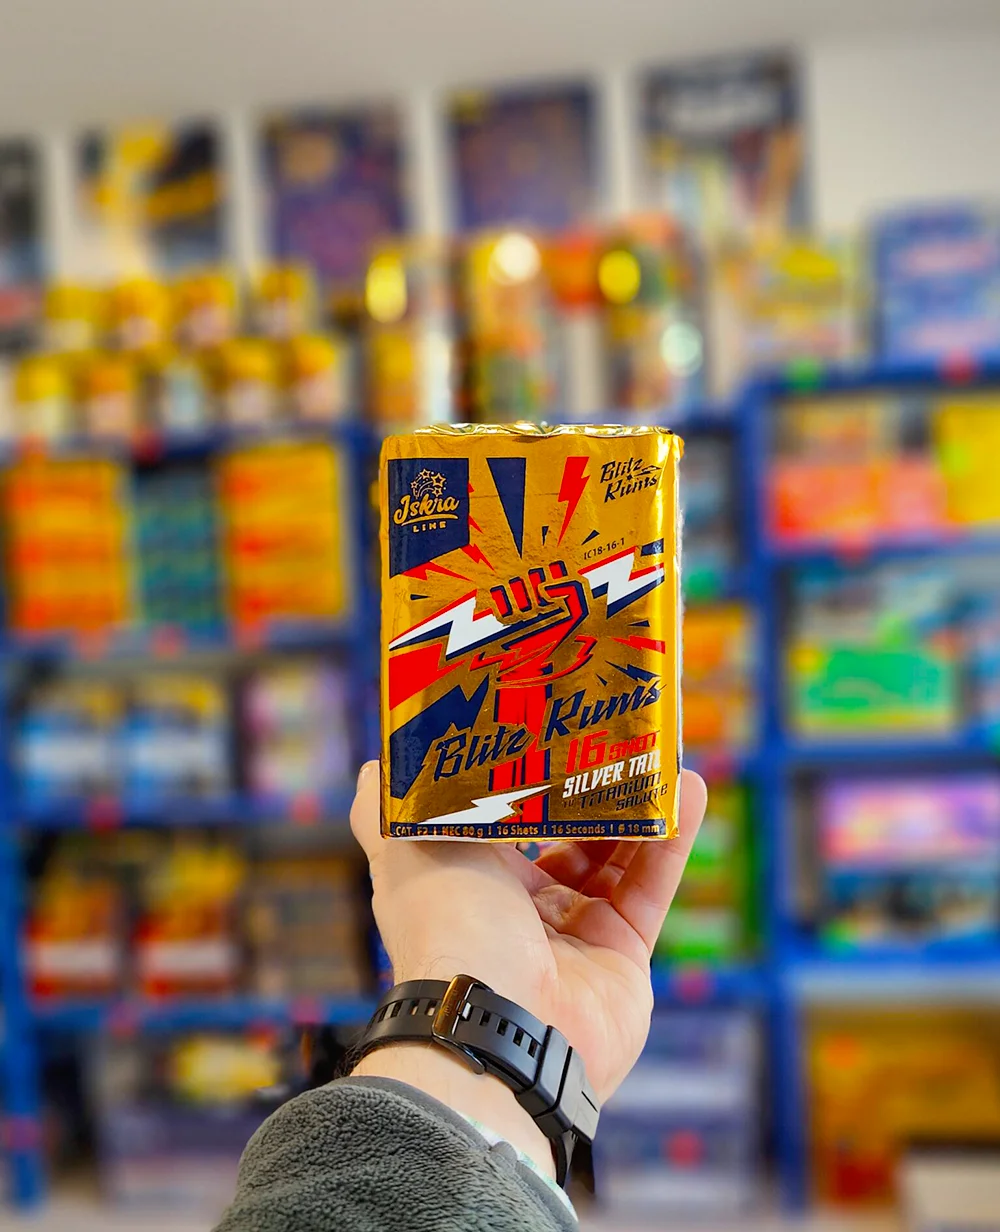 Iskra
LINE
Blitz
Rums
IC18-16-1
Blitz Rums
16 SHOT
SILVER TAIL
TO TITANIUM
SALUTE
CAT. F2 | NEC 80 g | 16 Shots | 16 Seconds | Ø 18 mm